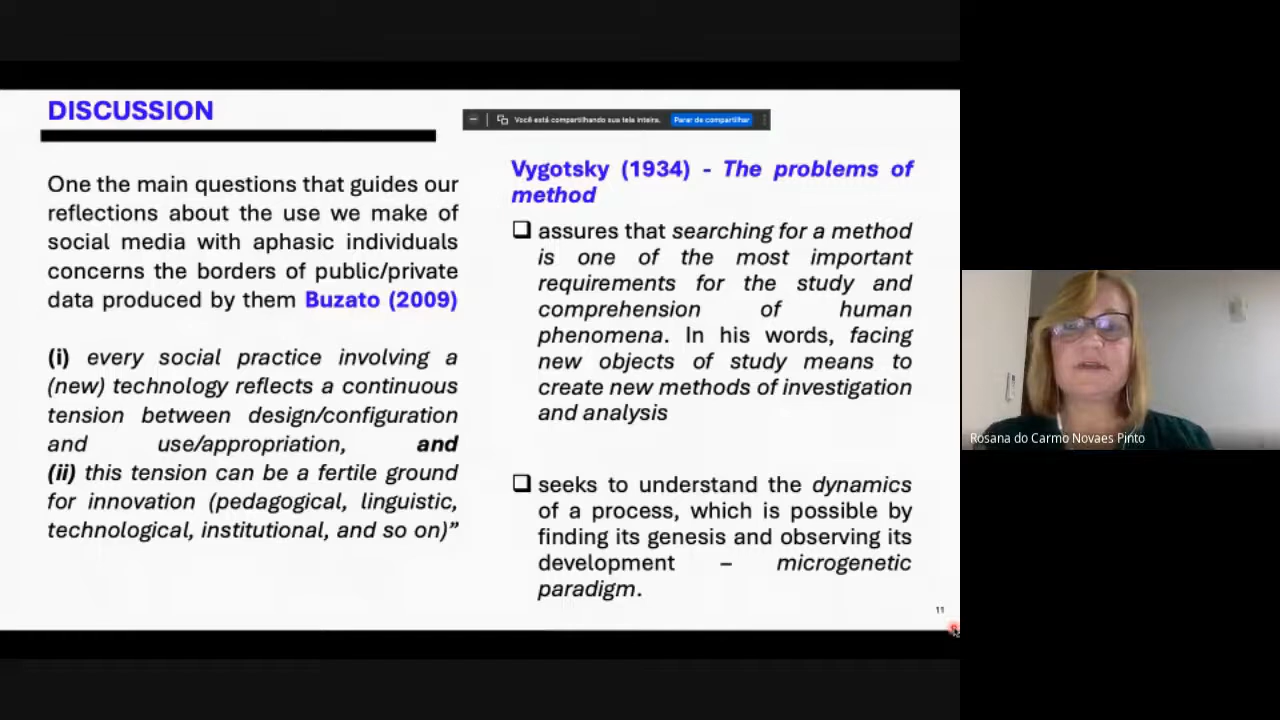 DISCUSSION
Você está compartilhando sua tela inteira. Parar de compartilhar
One the main questions that guides our
reflections about the use we make of
social media with aphasic individuals
concerns the borders of public/private
data produced by them Buzato (2009)
(i) every social practice involving a
(new) technology reflects a continuous
tension between design/configuration
and use/appropriation, and
(ii) this tension can be a fertile ground
for innovation (pedagogical, linguistic,
technological, institutional, and so on)”
Vygotsky (1934) - The problems of
method
assures that searching for a method
is one of the most important
requirements for the study and
comprehension of human
phenomena. In his words, facing
new objects of study means to
create new methods of investigation
and analysis
seeks to understand the dynamics
of a process, which is possible by
finding its genesis and observing its
development – microgenetic
paradigm.
11
Rosana do Carmo Novaes Pinto